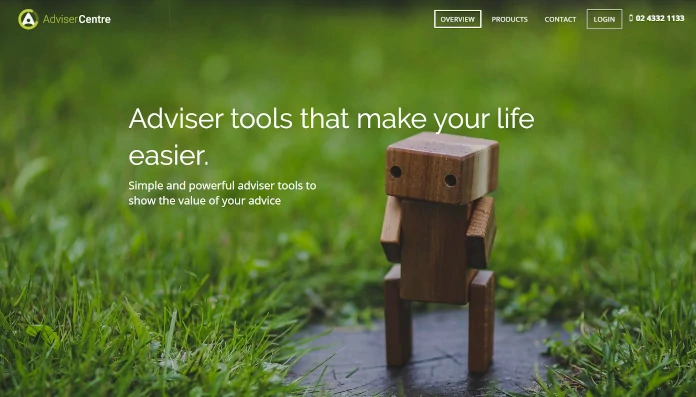 AdviserCentre
OVERVIEW
PRODUCTS
CONTACT
LOGIN
02 4332 1133
Adviser tools that make your life
easier.
Simple and powerful adviser tools to
show the value of your advice